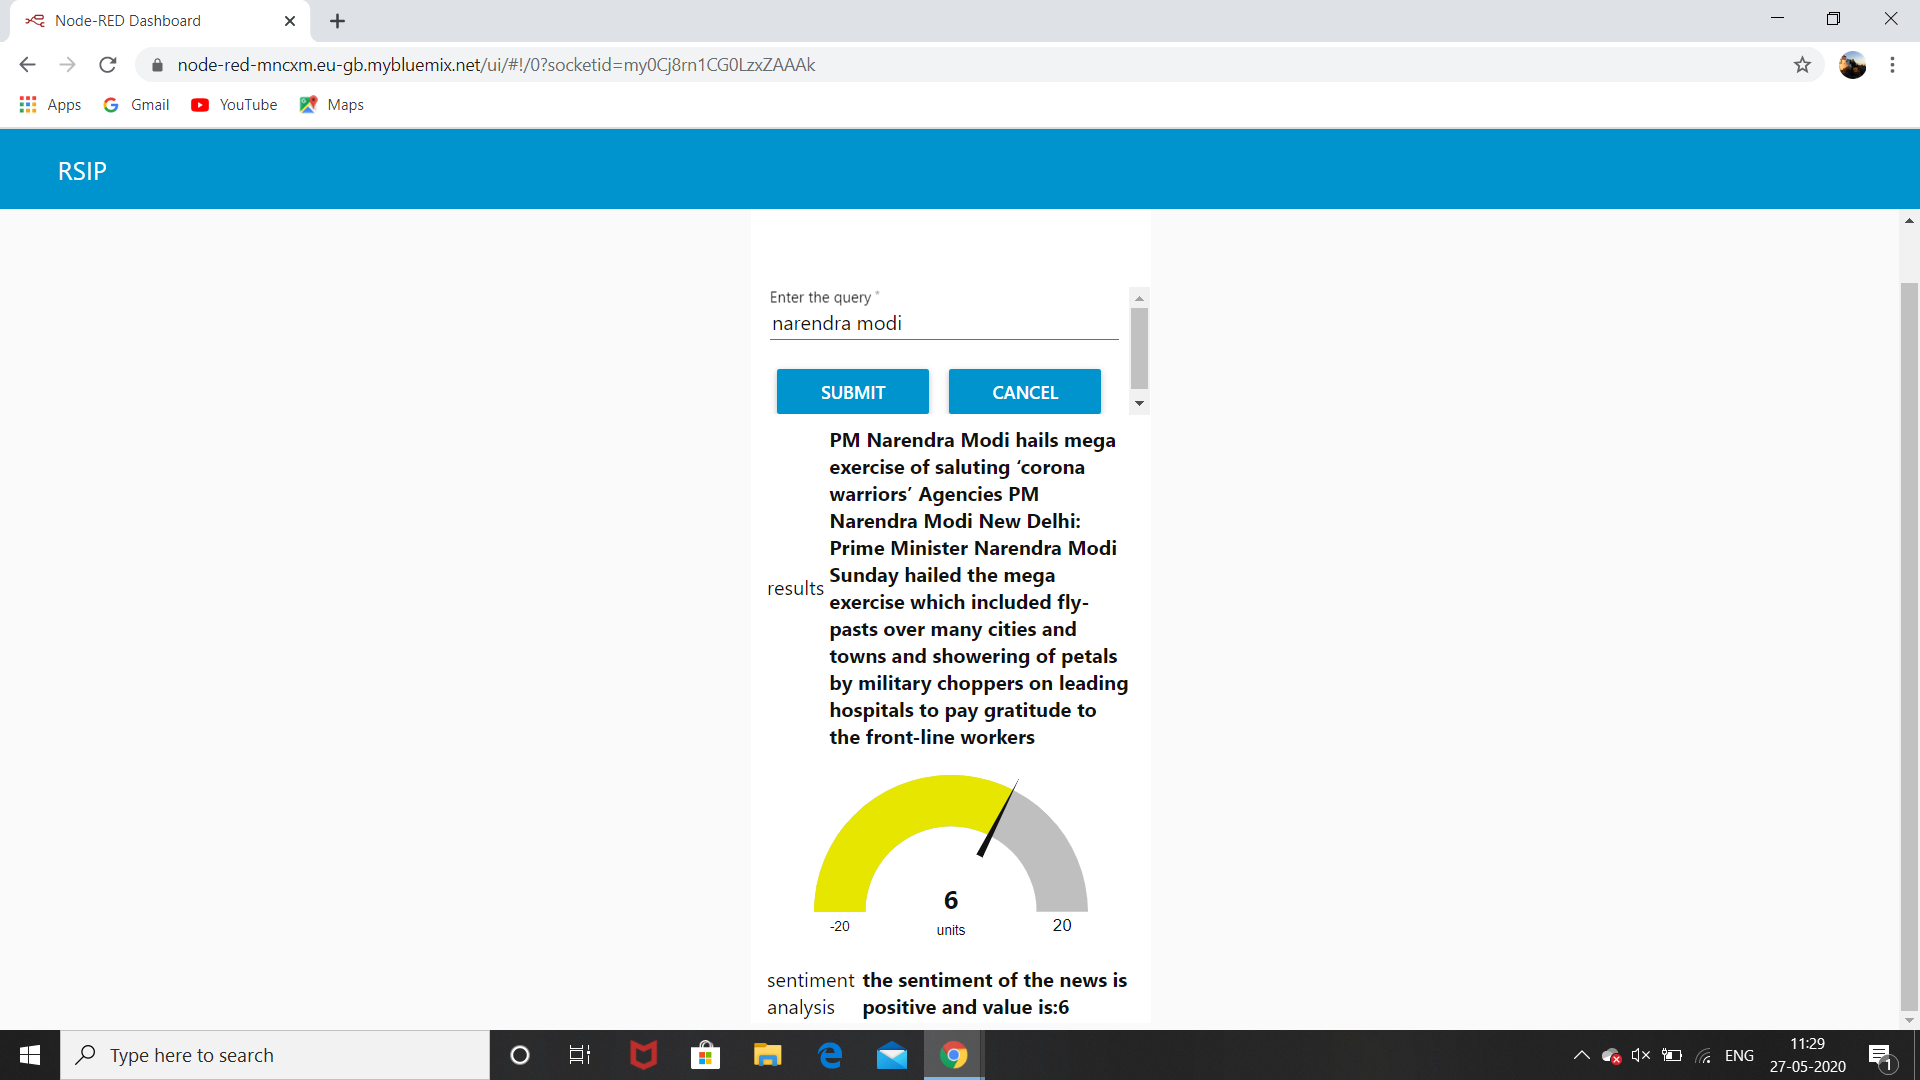 Node-RED Dashboard
node-red-mncxm.eu-gb.mybluemix.net/ui/#!/0?socketid=my0Cj8rn1CG0LzxZAAAk
Apps Gmail YouTube Maps
RSIP
Enter the query *
narendra modi
SUBMIT CANCEL
results
PM Narendra Modi hails mega
exercise of saluting ‘corona
warriors’ Agencies PM
Narendra Modi New Delhi:
Prime Minister Narendra Modi
Sunday hailed the mega
exercise which included fly-
pasts over many cities and
towns and showering of petals
by military choppers on leading
hospitals to pay gratitude to
the front-line workers
6
-20 units 20
sentiment the sentiment of the news is
analysis positive and value is:6
Type here to search
ENG
11:29
27-05-2020
1